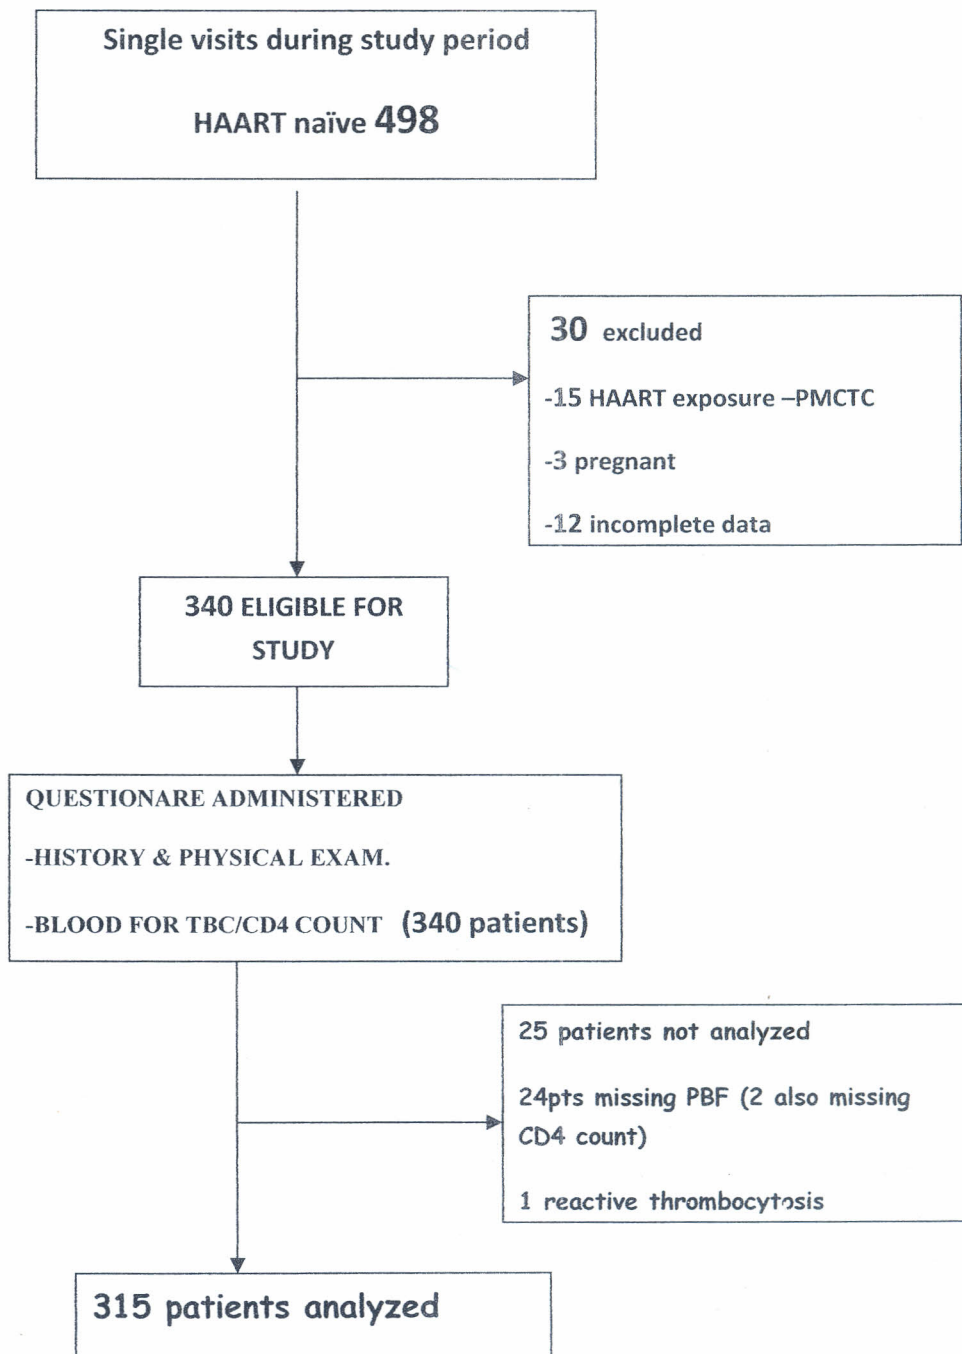 Single visits during study period
HAART naïve 498
30 excluded
-15 HAART exposure –PMCTC
-3 pregnant
-12 incomplete data
340 ELIGIBLE FOR
STUDY
QUESTIONARE ADMINISTERED
-HISTORY & PHYSICAL EXAM.
-BLOOD FOR TBC/CD4 COUNT (340 patients)
25 patients not analyzed
24pts missing PBF (2 also missing
CD4 count)
1 reactive thrombocytosis
315 patients analyzed